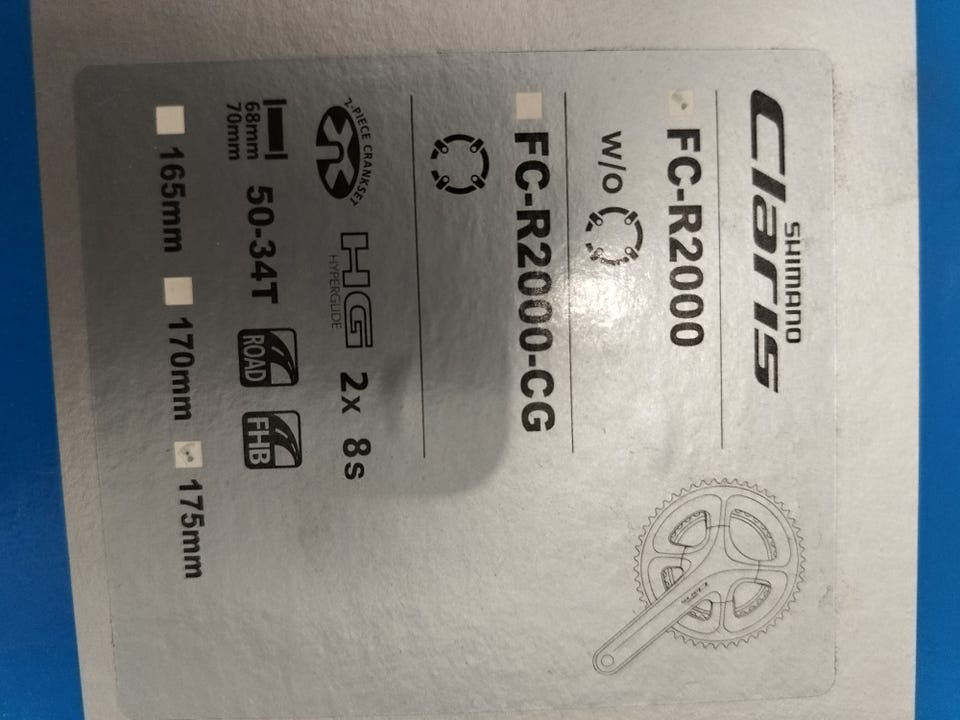 SHIMANO
Claris
FC-R2000
w/o
FC-R2000-CG
2-PIECE CRANKSET
HG 2x 8s
HYPERGLIDE
68mm
70mm
50-34T ROAD FHB
165mm 170mm 175mm